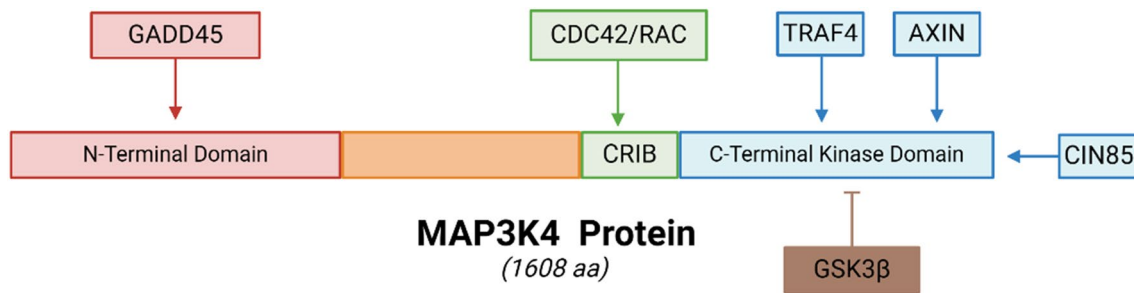 GADD45
CDC42/RAC
TRAF4
AXIN
N-Terminal Domain
CRIB
C-Terminal Kinase Domain
CIN85
MAP3K4 Protein
(1608 aa)
GSK3β